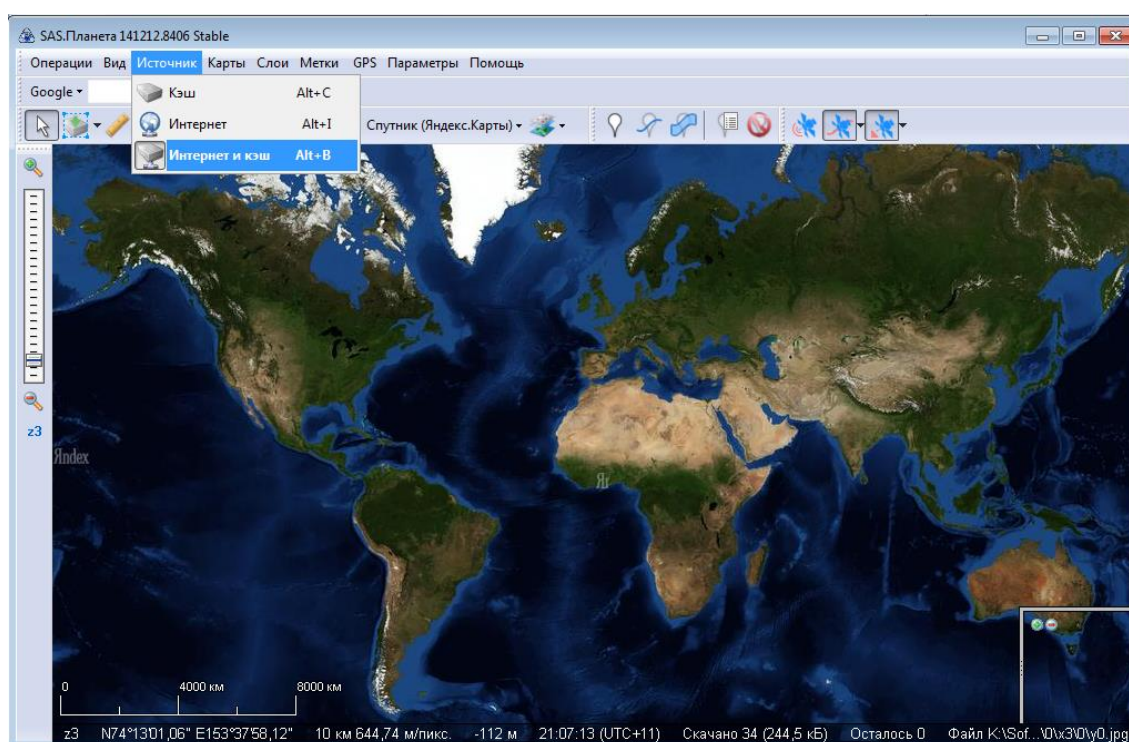 SAS.Планета 141212.8406 Stable
Операции Вид Источник Карты Слои Метки GPS Параметры Помощь
Google
Кэш Alt+C
Интернет Alt+I
Спутник (Яндекс.Карты)
Интернет и кэш Alt+B
z3
Яndex
Я
0 4000 км 8000 км
z3 N74°13'01,06" E153°37'58,12" 10 км 644,74 м/пикс. -112 м 21:07:13 (UTC+11) Скачано 34 (244,5 кБ) Осталось 0 Файл K:\Sof...\0\x3\0\y0.jpg